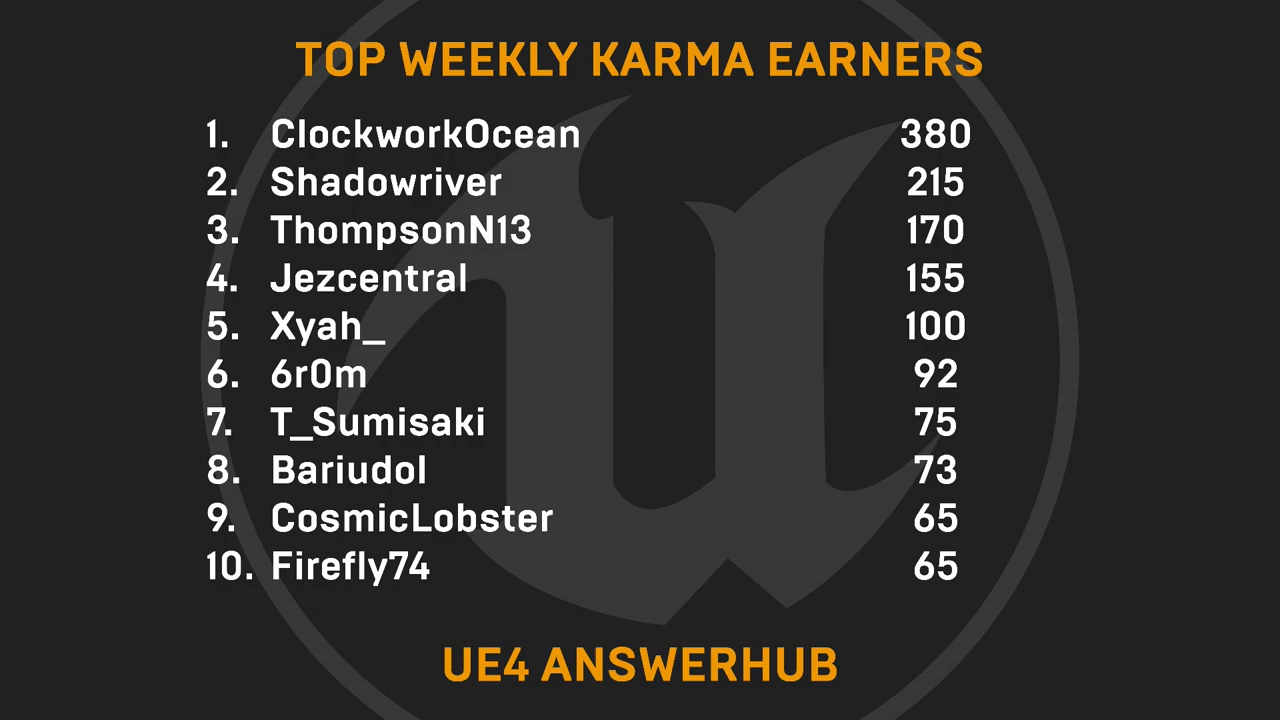 TOP WEEKLY KARMA EARNERS
1. ClockworkOcean 380
2. Shadowriver 215
3. ThompsonN13 170
4. Jezcentral 155
5. Xyah_ 100
6. 6r0m 92
7. T_Sumisaki 75
8. Bariudol 73
9. CosmicLobster 65
10. Firefly74 65
UE4 ANSWERHUB